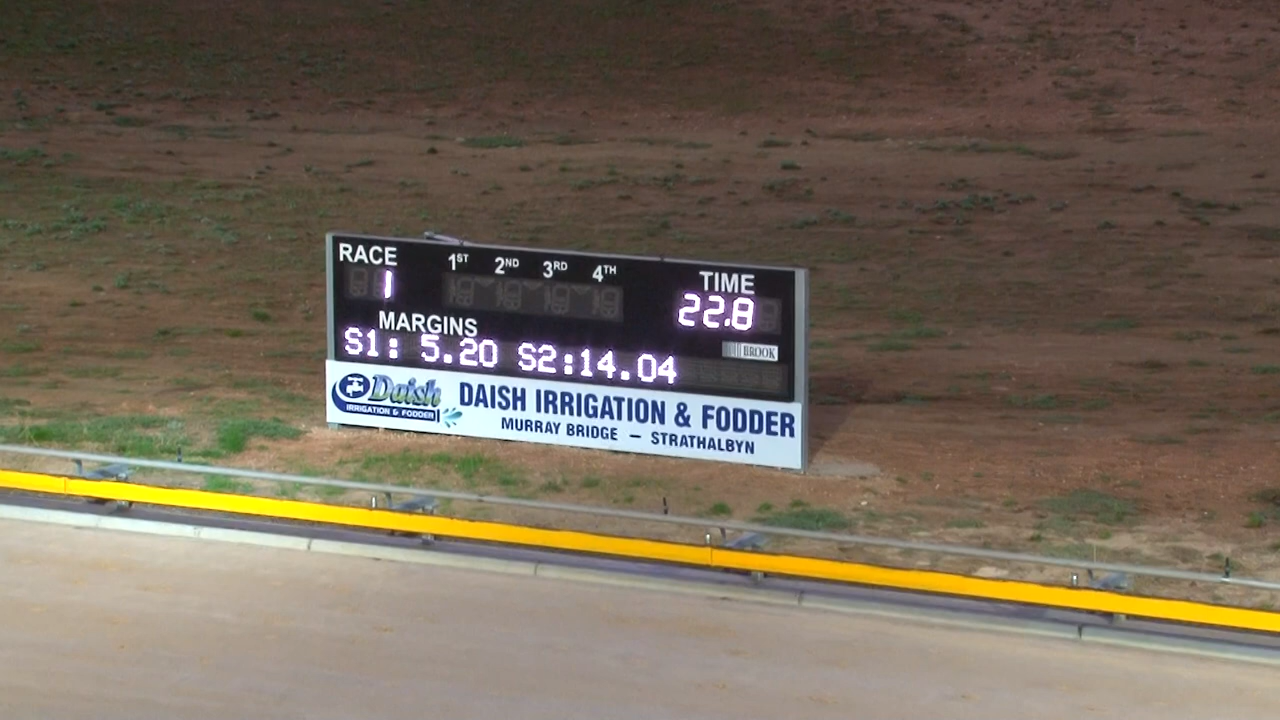 RACE 1ST 2ND 3RD 4TH TIME
1 22.8
MARGINS
S1: 5.20 S2:14.04
BROOK
Daish
IRRIGATION & FODDER
DAISH IRRIGATION & FODDER
MURRAY BRIDGE – STRATHALBYN